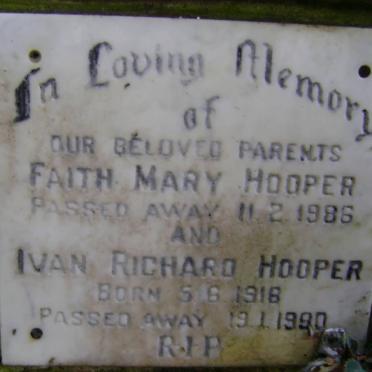 In Loving Memory
of
OUR BELOVED PARENTS
FAITH MARY HOOPER
PASSED AWAY 11.2.1986
AND
IVAN RICHARD HOOPER
BORN 5.6.1916
PASSED AWAY 19.1.1980
R.I.P